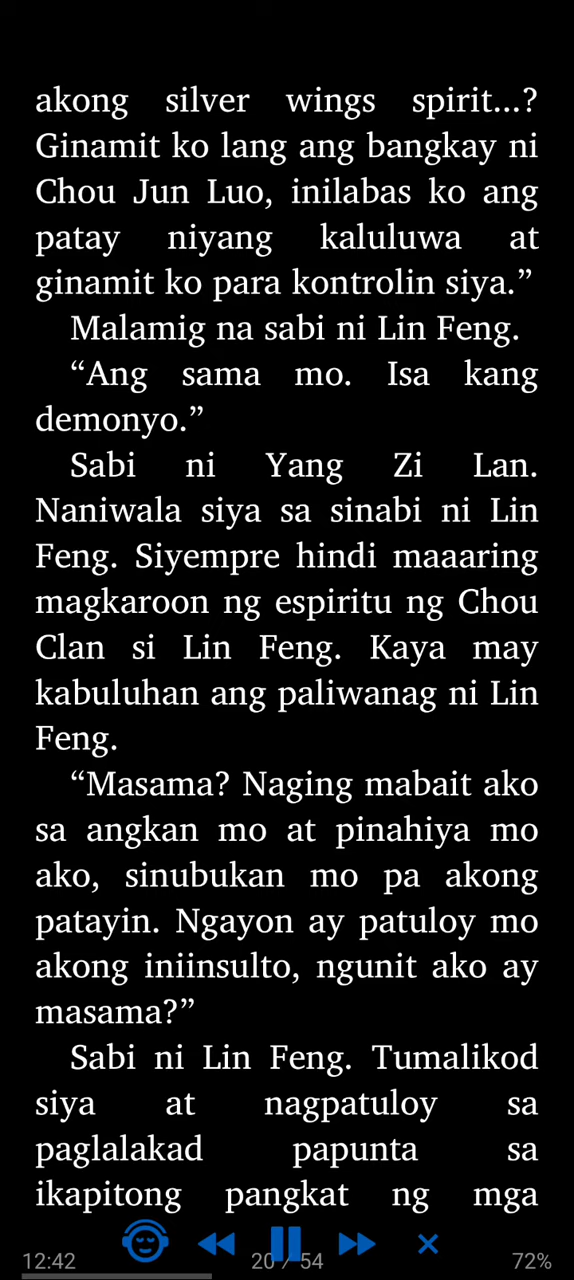 akong silver wings spirit...?
Ginamit ko lang ang bangkay ni
Chou Jun Luo, inilabas ko ang
patay niyang kaluluwa at
ginamit ko para kontrolin siya.”
Malamig na sabi ni Lin Feng.
“Ang sama mo. Isa kang
demonyo.”
Sabi ni Yang Zi Lan.
Naniwala siya sa sinabi ni Lin
Feng. Siyempre hindi maaaring
magkaroon ng espiritu ng Chou
Clan si Lin Feng. Kaya may
kabuluhan ang paliwanag ni Lin
Feng.
“Masama? Naging mabait ako
sa angkan mo at pinahiya mo
ako, sinubukan mo pa akong
patayin. Ngayon ay patuloy mo
akong iniinsulto, ngunit ako ay
masama?”
Sabi ni Lin Feng. Tumalikod
siya at nagpatuloy sa
paglalakad papunta sa
ikapitong pangkat ng mga
12:42 20 / 54 72%